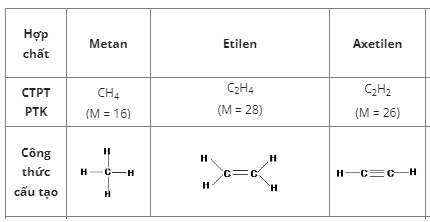 Hợp chất
Metan
Etilen
Axetilen
CTPT
PTK
CH₄
(M = 16)
C₂H₄
(M = 28)
C₂H₂
(M = 26)
Công
thức
cấu tạo
H
H—C—H
H
H H
C=C
H H
H—C≡C—H